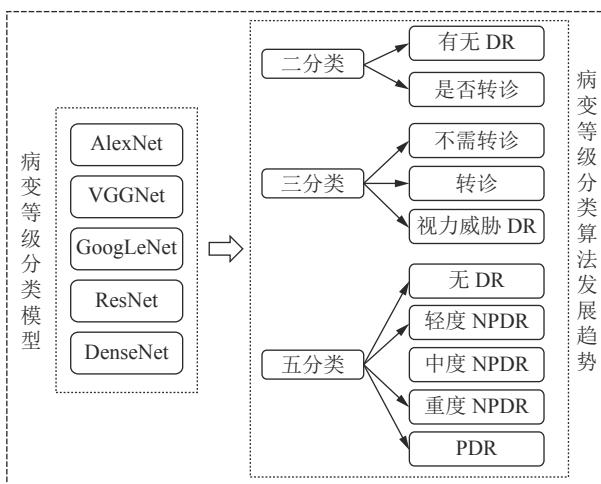 病变等级分类模型
AlexNet
VGGNet
GoogLeNet
ResNet
DenseNet
二分类
有无 DR
是否转诊
三分类
不需转诊
转诊
视力威胁 DR
五分类
无 DR
轻度 NPDR
中度 NPDR
重度 NPDR
PDR
病变等级分类算法发展趋势